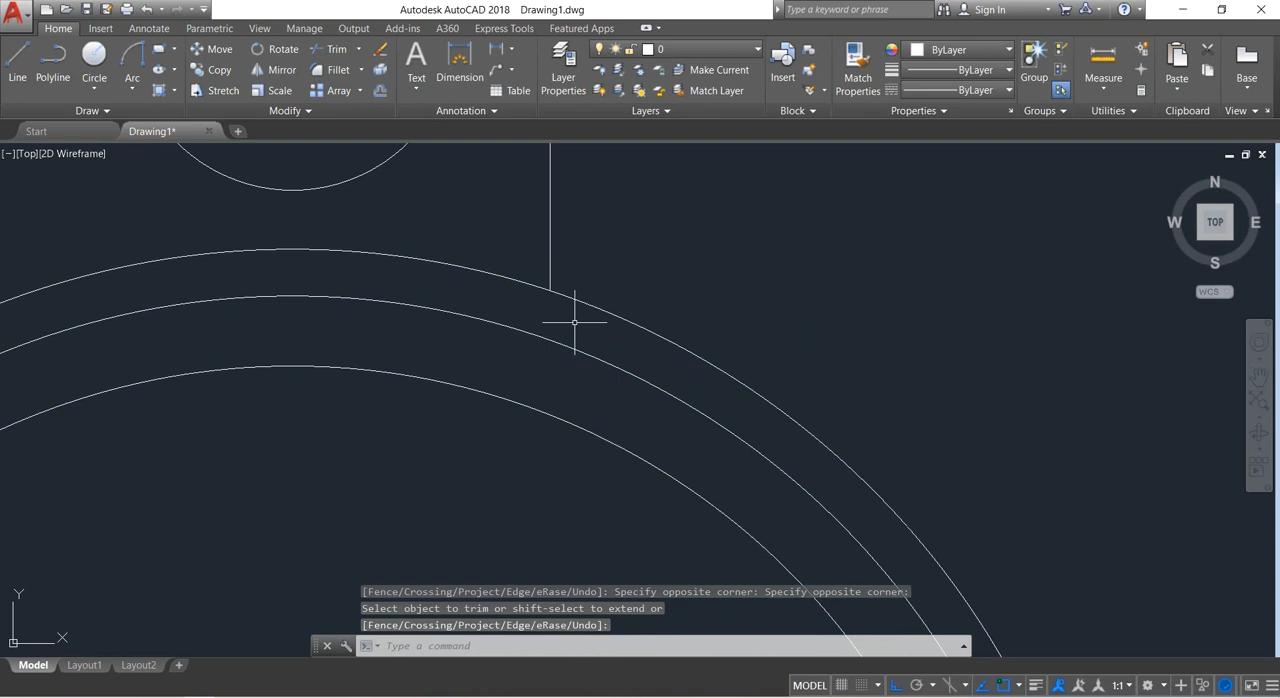 Autodesk AutoCAD 2018 Drawing1.dwg
Type a keyword or phrase
Sign In
Home Insert Annotate Parametric View Manage Output Add-ins A360 Express Tools Featured Apps
Line Polyline Circle Arc
Move Rotate Trim
Copy Mirror Fillet
Stretch Scale Array
Text Dimension
Table
Layer
Properties
0
Make Current
Match Layer
Insert
Match
Properties
ByLayer
ByLayer
ByLayer
Group
Measure
Paste
Base
Draw Modify Annotation Layers Block Properties Groups Utilities Clipboard View
Start Drawing1*
[−][Top][2D Wireframe]
N
W TOP E
S
WCS
Y
X
[Fence/Crossing/Project/Edge/eRase/Undo]: Specify opposite corner: Specify opposite corner:
Select object to trim or shift-select to extend or
[Fence/Crossing/Project/Edge/eRase/Undo]:
Type a command
Model Layout1 Layout2
MODEL 1:1